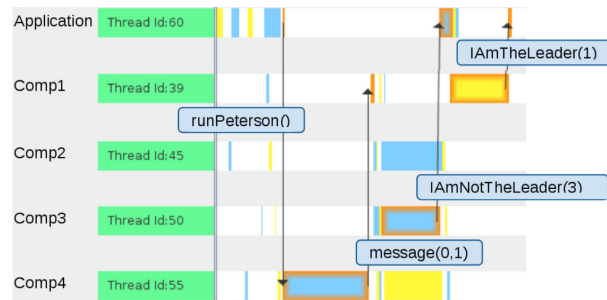 Application Thread Id:60
IAmTheLeader(1)
Comp1 Thread Id:39
runPeterson()
Comp2 Thread Id:45
IAmNotTheLeader(3)
Comp3 Thread Id:50
message(0,1)
Comp4 Thread Id:55